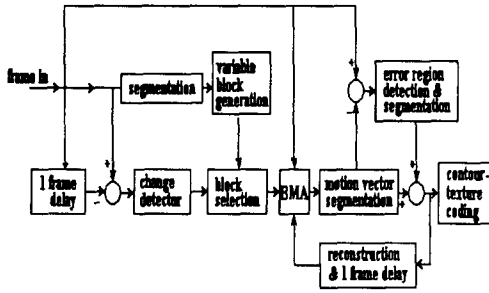 frame in
segmentation
variable
block
generation
error region
detection &
segmentation
1 frame
delay
change
detector
block
selection
BMA
motion vector
segmentation
contour-
texture
coding
reconstruction
& 1 frame delay
+
-
+
-
+
+